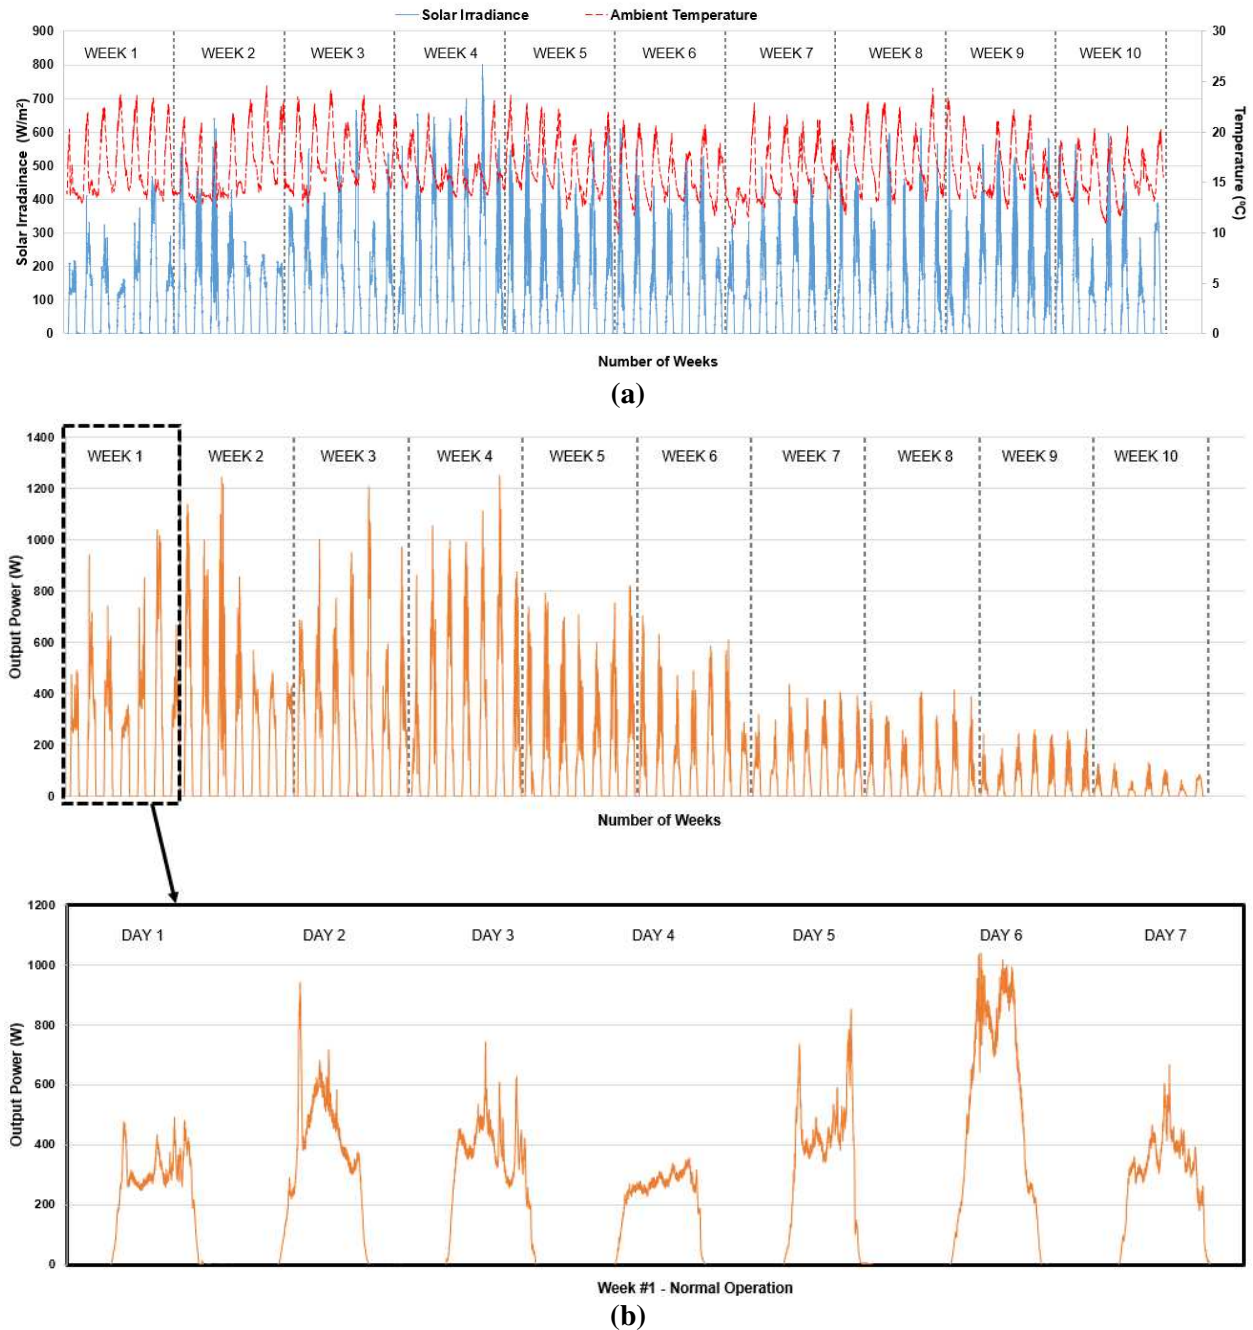 Solar Irradiance Ambient Temperature
900 30
WEEK 1 WEEK 2 WEEK 3 WEEK 4 WEEK 5 WEEK 6 WEEK 7 WEEK 8 WEEK 9 WEEK 10
800
25
700
600 20
500
15
400
300 10
200
5
100
0 0
Solar Irradainace (W/m²)
Temperature (ºC)
Number of Weeks
(a)
1400
WEEK 1 WEEK 2 WEEK 3 WEEK 4 WEEK 5 WEEK 6 WEEK 7 WEEK 8 WEEK 9 WEEK 10
1200
1000
800
600
400
200
0
Output Power (W)
Number of Weeks
1200
DAY 1 DAY 2 DAY 3 DAY 4 DAY 5 DAY 6 DAY 7
1000
800
600
400
200
0
Output Power (W)
Week #1 - Normal Operation
(b)